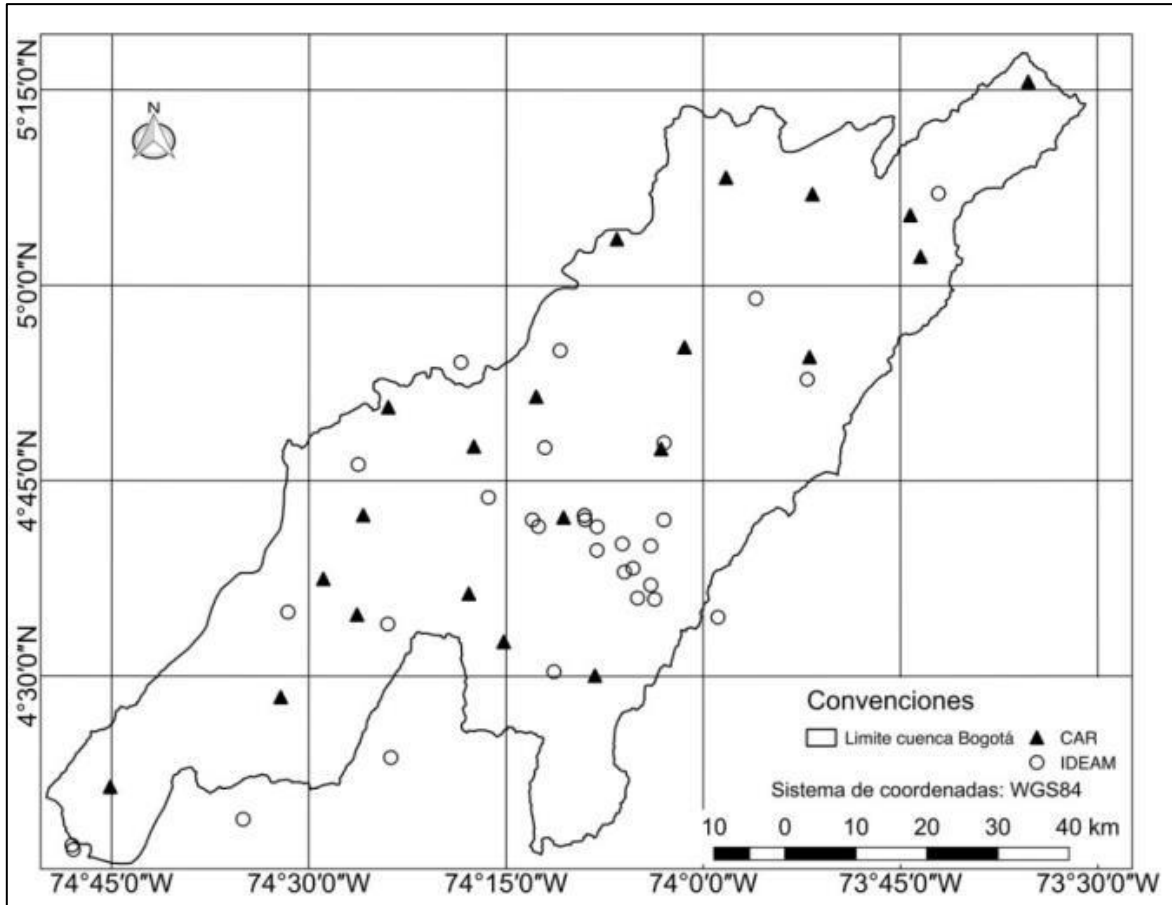 N
5°15'0"N
5°0'0"N
4°45'0"N
4°30'0"N
Convenciones
Limite cuenca Bogotá
CAR
IDEAM
Sistema de coordenadas: WGS84
10 0 10 20 30 40 km
74°45'0"W 74°30'0"W 74°15'0"W 74°0'0"W 73°45'0"W 73°30'0"W